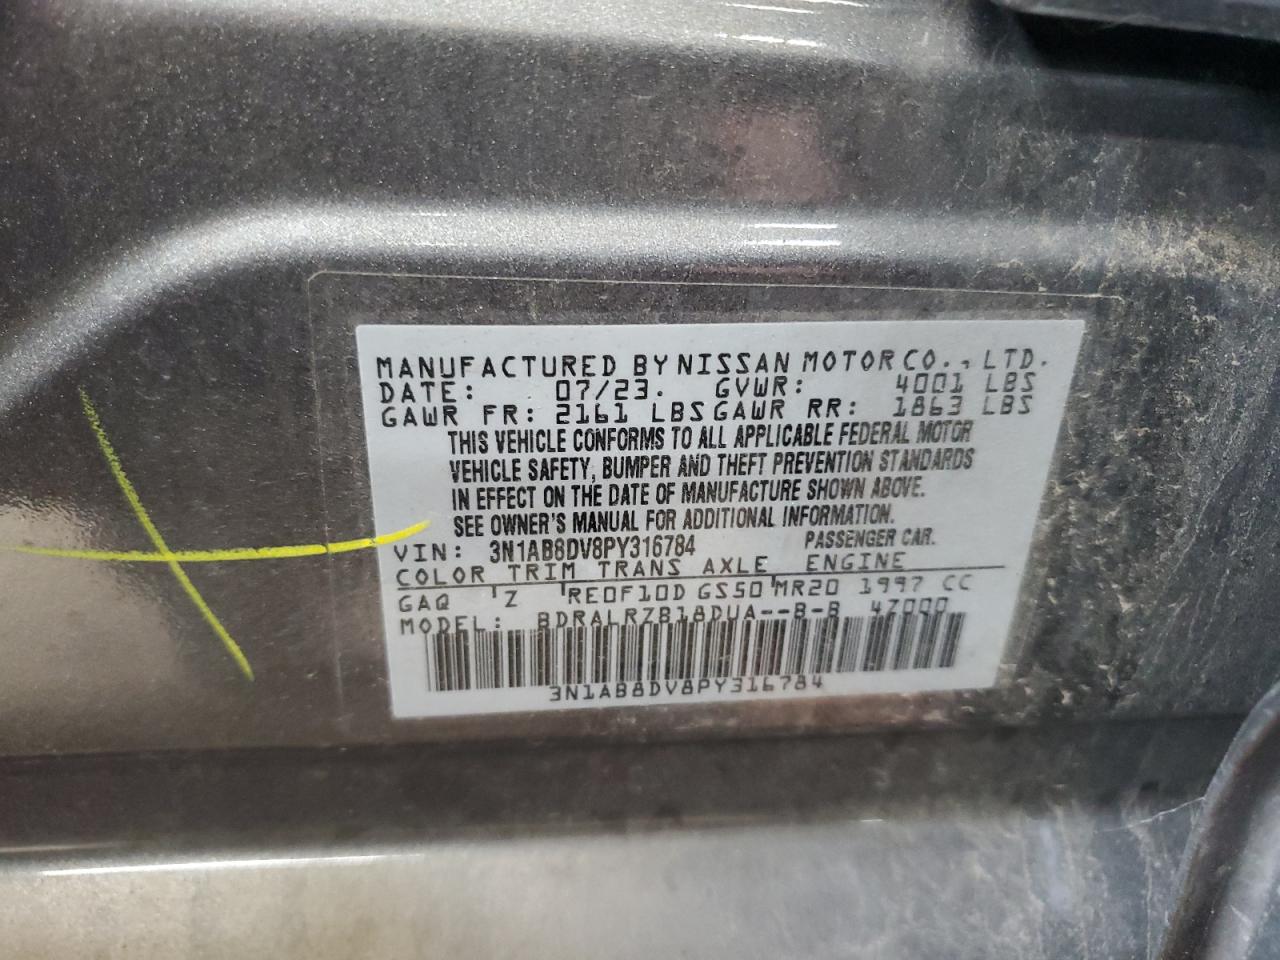 MANUFACTURED BY NISSAN MOTOR CO., LTD.
DATE: 07/23. GVWR: 4001 LBS
GAWR FR: 2161 LBS GAWR RR: 1863 LBS
THIS VEHICLE CONFORMS TO ALL APPLICABLE FEDERAL MOTOR
VEHICLE SAFETY, BUMPER AND THEFT PREVENTION STANDARDS
IN EFFECT ON THE DATE OF MANUFACTURE SHOWN ABOVE.
SEE OWNER'S MANUAL FOR ADDITIONAL INFORMATION.
VIN: 3N1AB8DV8PY316784 PASSENGER CAR.
COLOR TRIM TRANS AXLE ENGINE
GAQ Z RE0F10D GS50 MR20 1997 CC
MODEL: BDRALRZB18DUA--B-B 4Z000
3N1AB8DV8PY316784